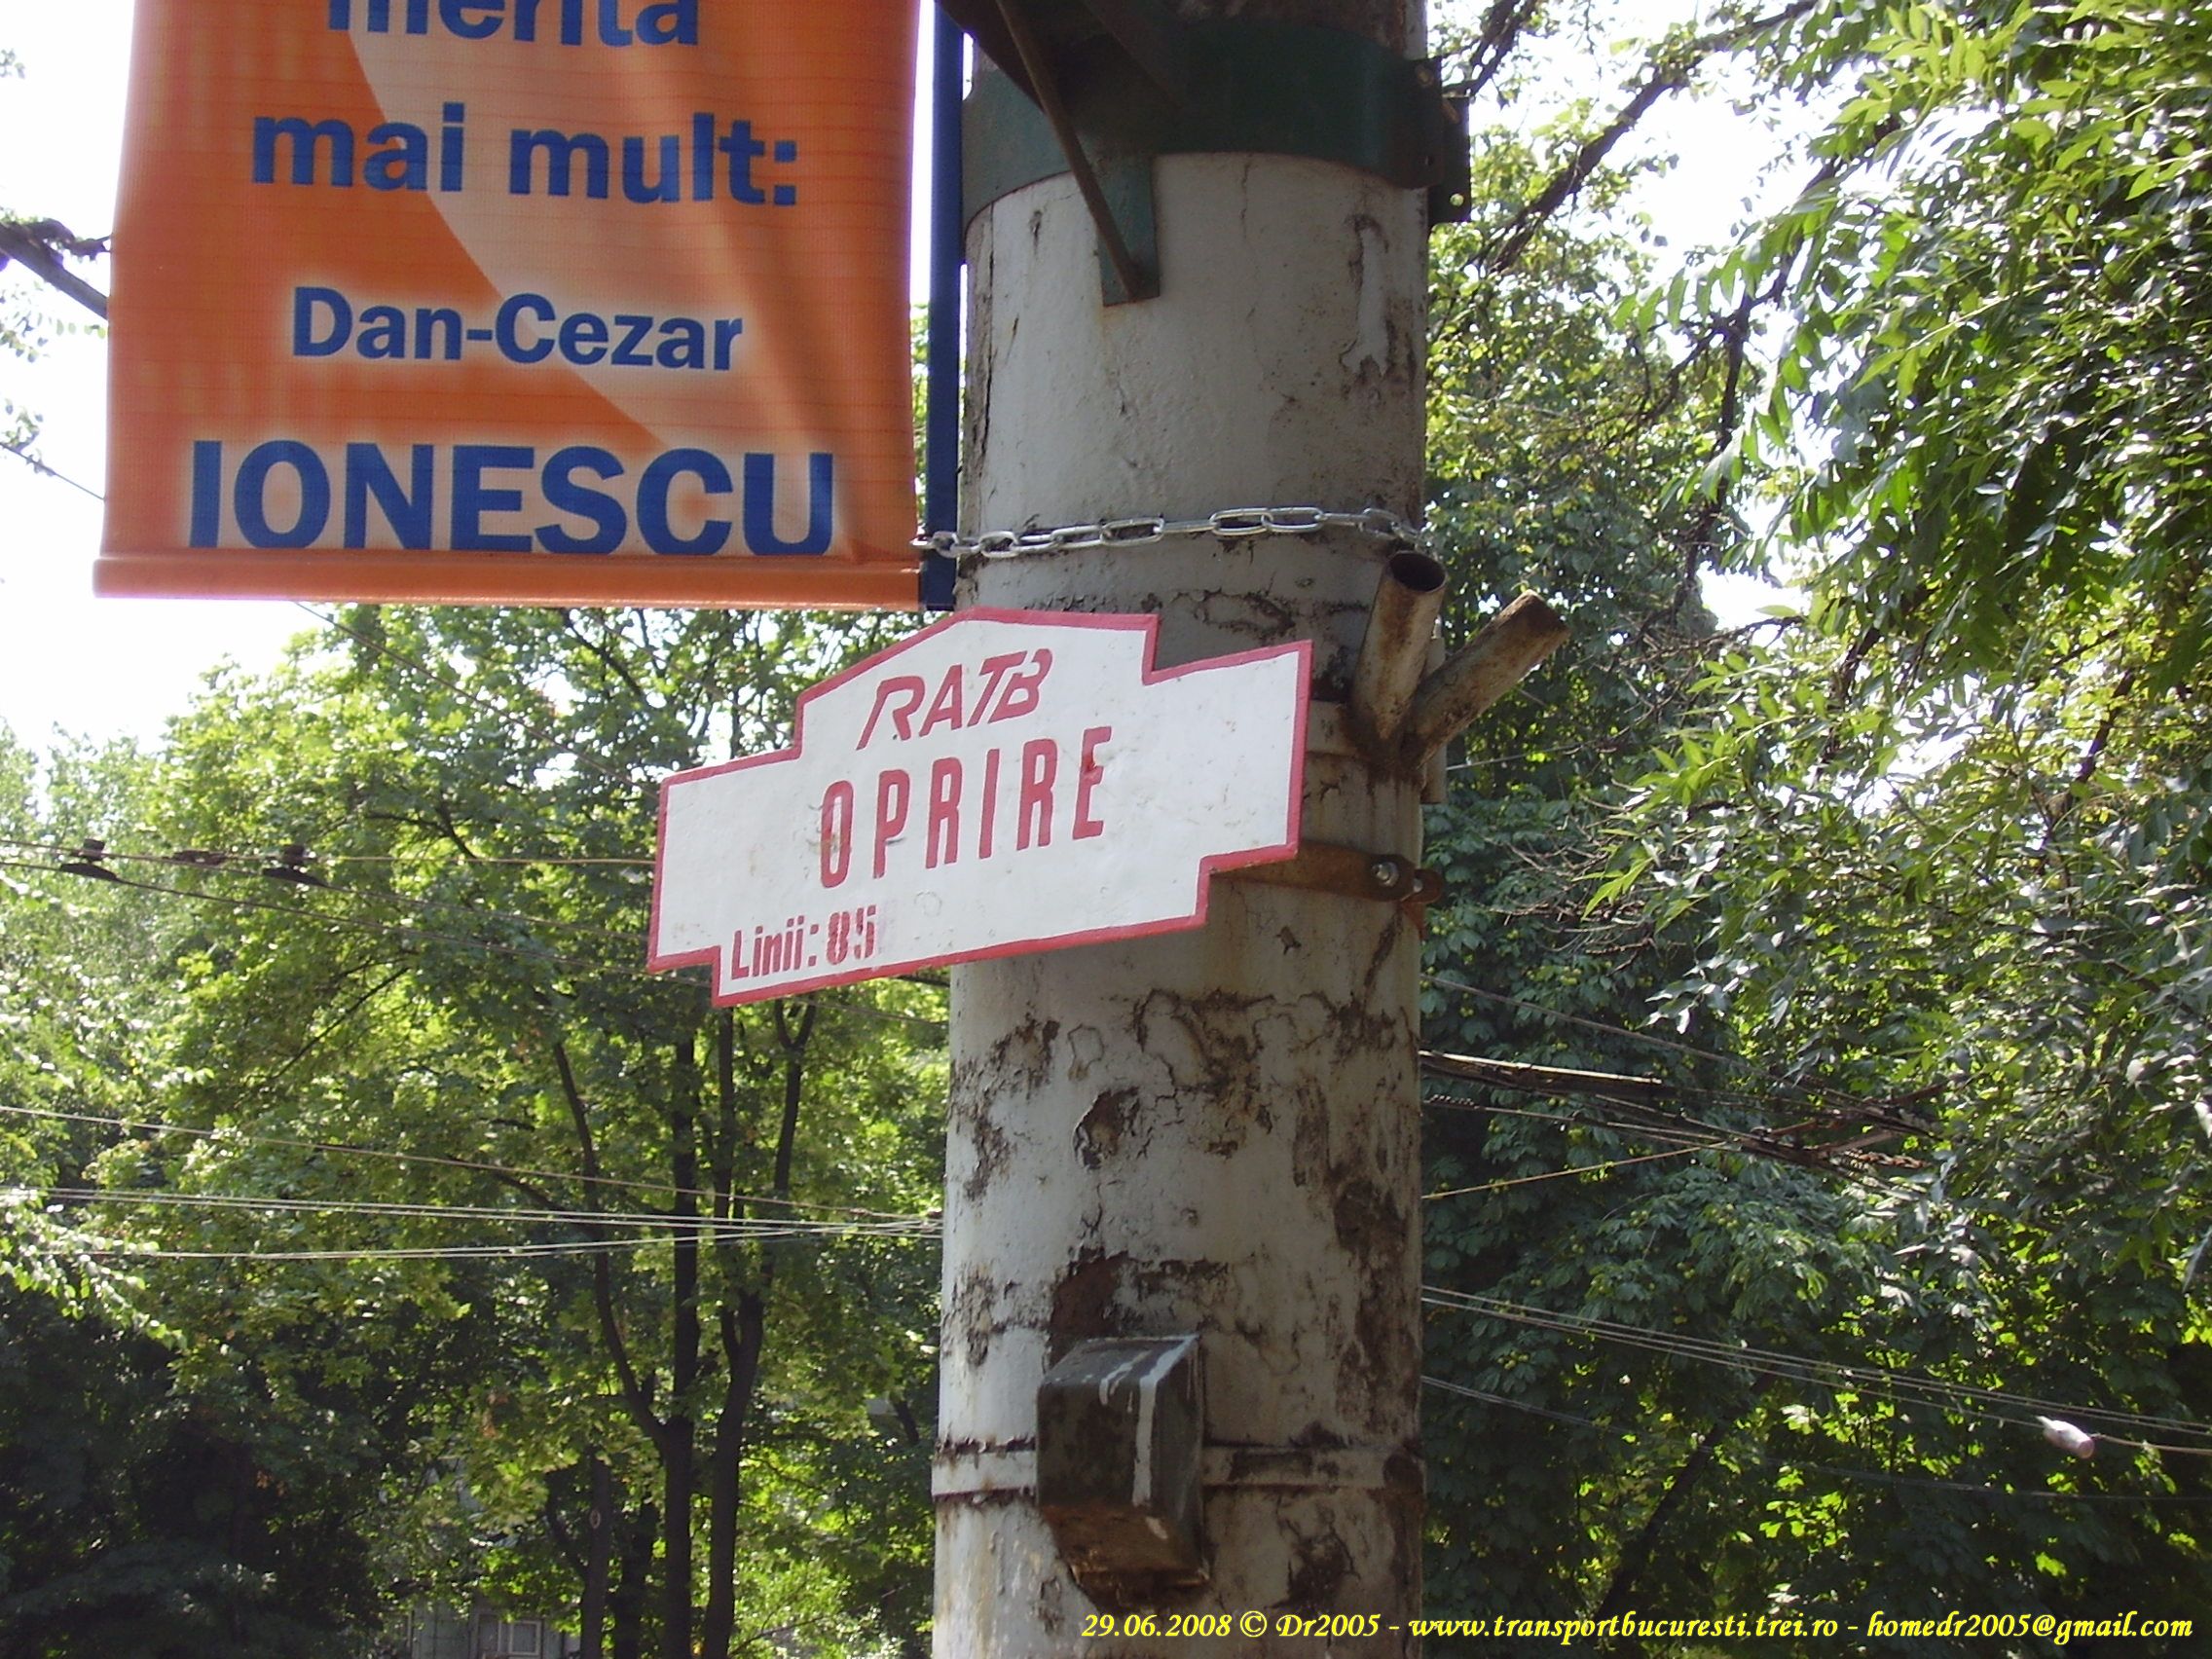 merita
mai mult:
Dan-Cezar
IONESCU
RATB
OPRIRE
Linii: 85
29.06.2008 © Dr2005 - www.transportbucuresti.trei.ro - homedr2005@gmail.com